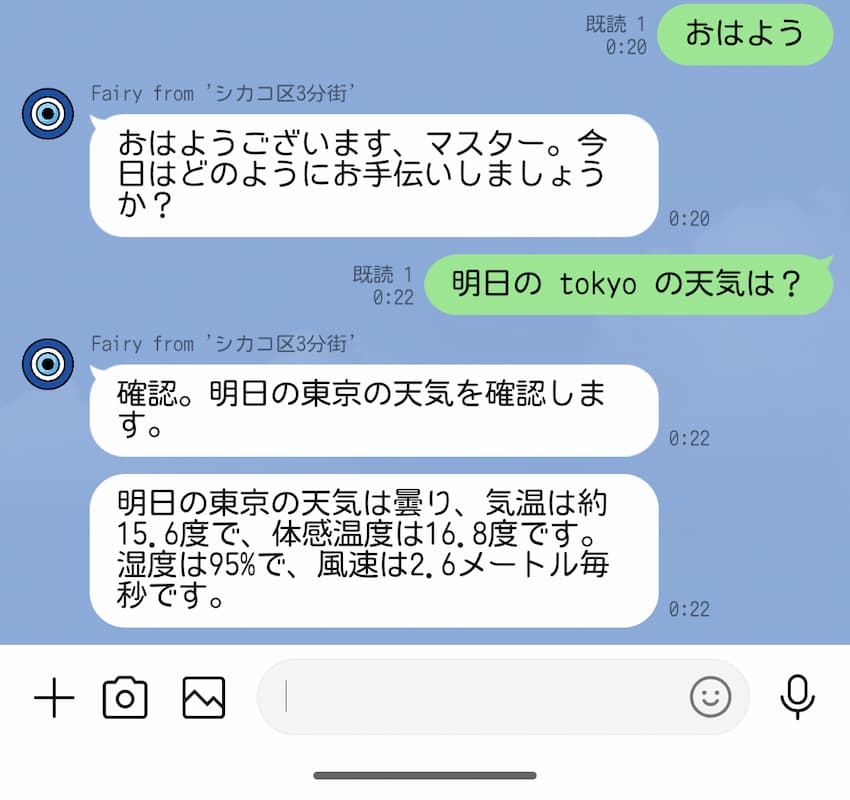 既読 1
0:20
おはよう
Fairy from 'シカコ区3分街'
おはようございます、マスター。今
日はどのようにお手伝いしましょう
か？
0:20
既読 1
0:22
明日の tokyo の天気は？
Fairy from 'シカコ区3分街'
確認。明日の東京の天気を確認しま
す。
0:22
明日の東京の天気は曇り、気温は約
15.6度で、体感温度は16.8度です。
湿度は95%で、風速は2.6メートル毎
秒です。
0:22